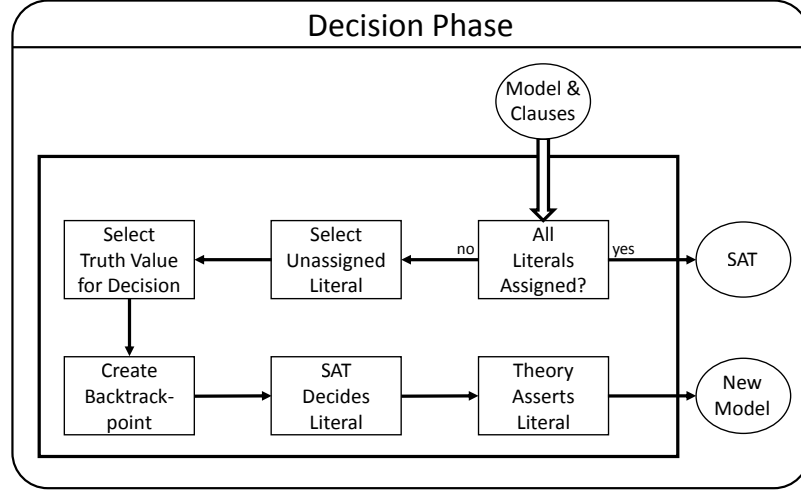 Decision Phase
Model &
Clauses
Select
Truth Value
for Decision
Select
Unassigned
Literal
no
All
Literals
Assigned?
yes
SAT
Create
Backtrack-
point
SAT
Decides
Literal
Theory
Asserts
Literal
New
Model